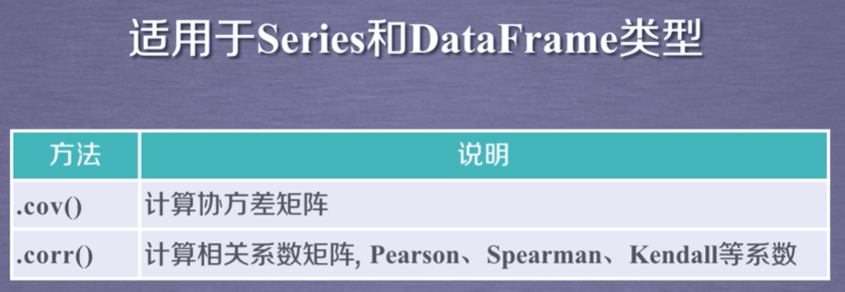 适用于Series和DataFrame类型
方法 说明
.cov() 计算协方差矩阵
.corr() 计算相关系数矩阵, Pearson、Spearman、Kendall等系数